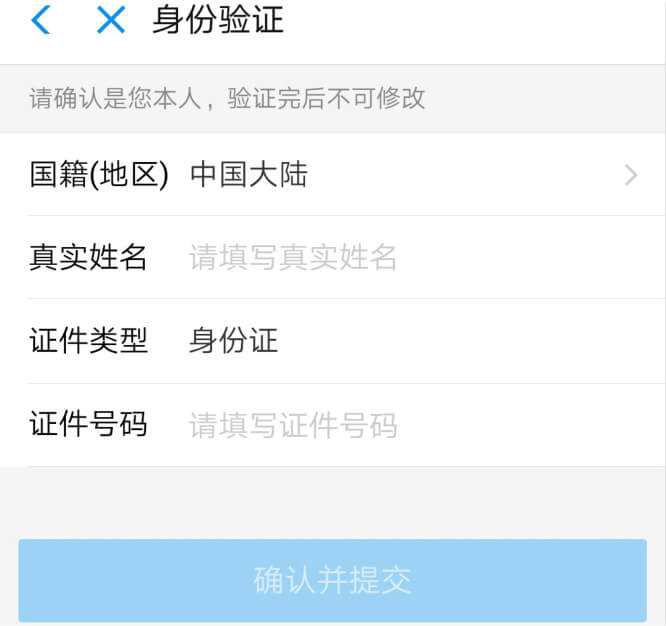 身份验证
请确认是您本人，验证完后不可修改
国籍(地区) 中国大陆
真实姓名 请填写真实姓名
证件类型 身份证
证件号码 请填写证件号码
确认并提交